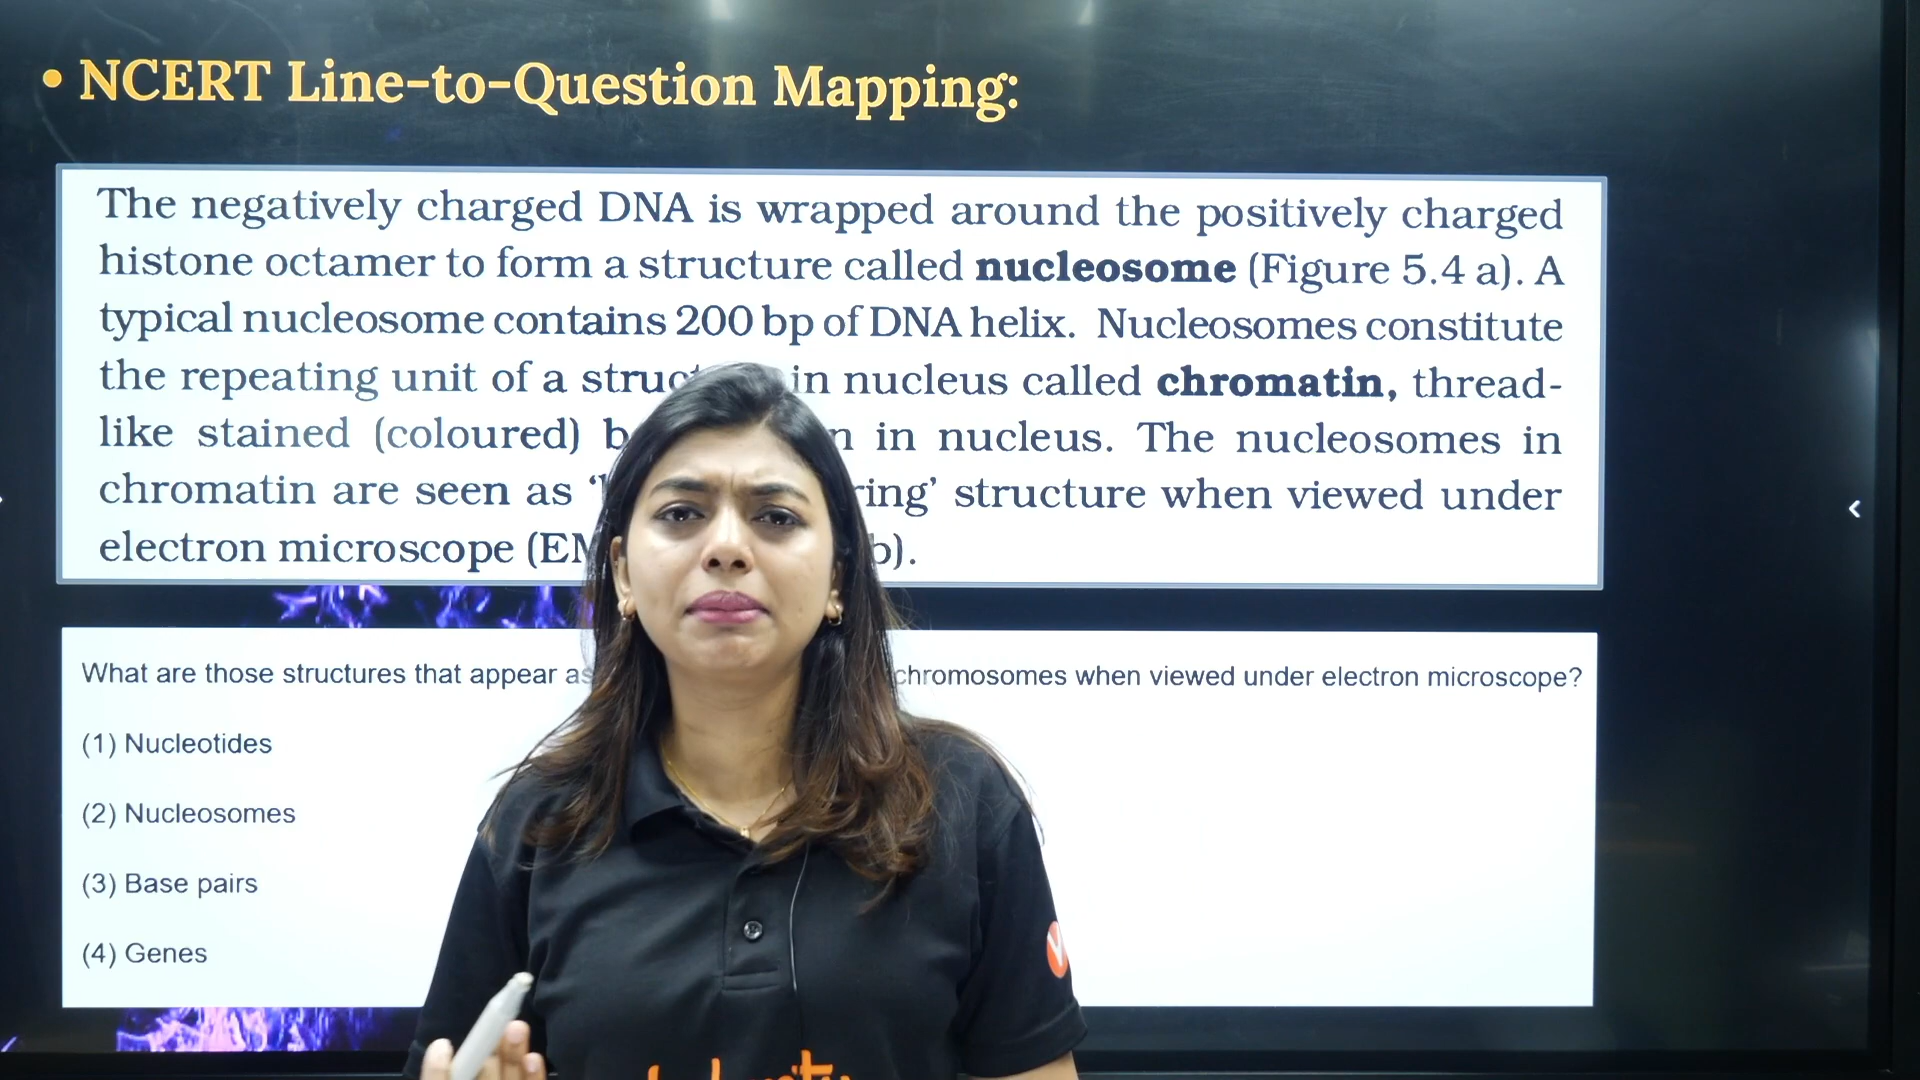 • NCERT Line-to-Question Mapping:
The negatively charged DNA is wrapped around the positively charged
histone octamer to form a structure called nucleosome (Figure 5.4 a). A
typical nucleosome contains 200 bp of DNA helix. Nucleosomes constitute
the repeating unit of a in nucleus called chromatin, thread-
like stained (coloured) in nucleus. The nucleosomes in
chromatin are seen as structure when viewed under
electron microscope b).
What are those structures that appear as chromosomes when viewed under electron microscope?
(1) Nucleotides
(2) Nucleosomes
(3) Base pairs
(4) Genes